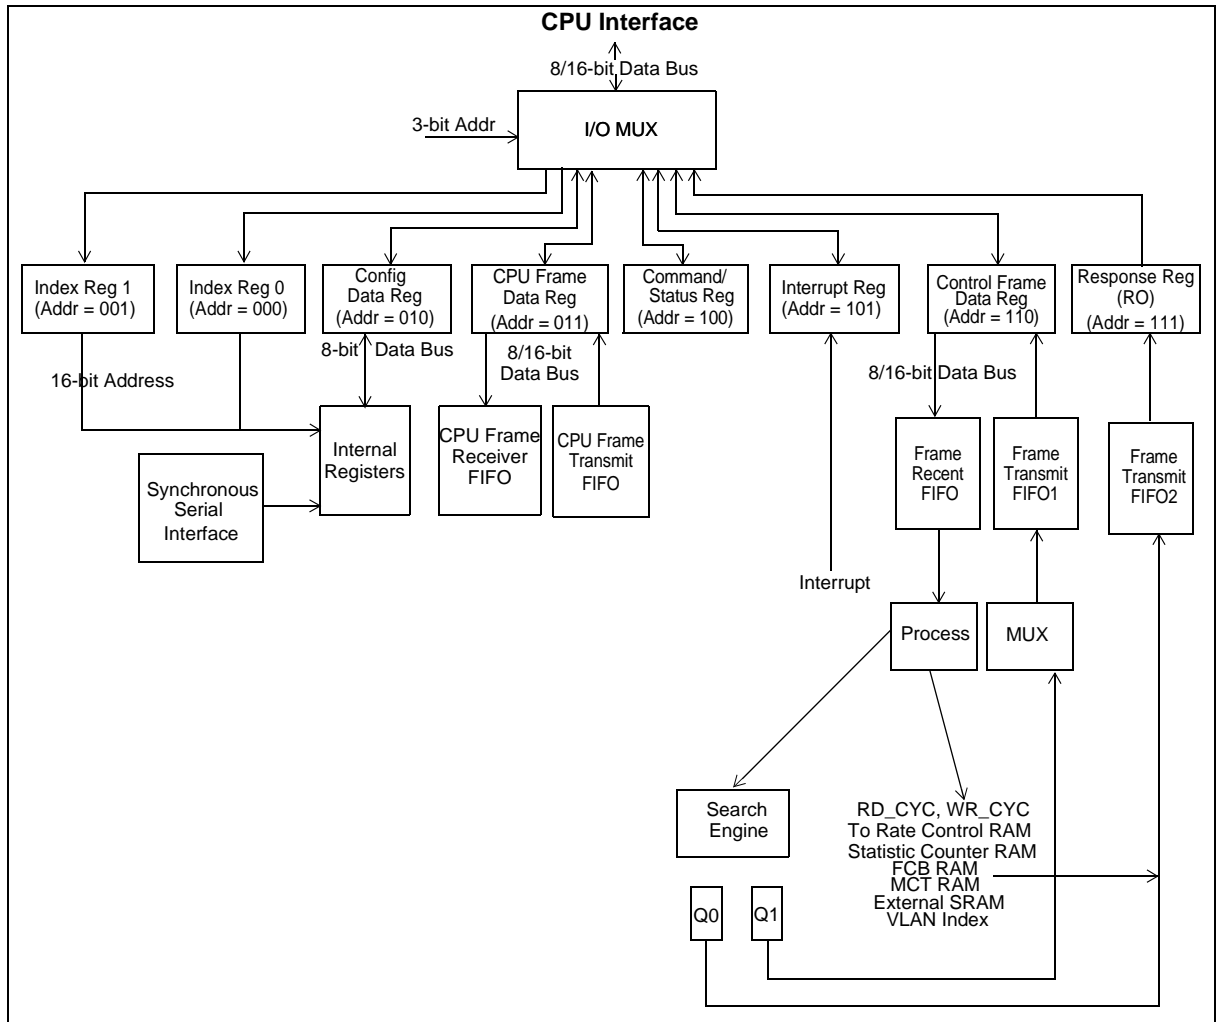 CPU Interface
8/16-bit Data Bus
3-bit Addr
I/O MUX
Index Reg 1
(Addr = 001)
Index Reg 0
(Addr = 000)
Config
Data Reg
(Addr = 010)
CPU Frame
Data Reg
(Addr = 011)
Command/
Status Reg
(Addr = 100)
Interrupt Reg
(Addr = 101)
Control Frame
Data Reg
(Addr = 110)
Response Reg
(RO)
(Addr = 111)
16-bit Address
8-bit Data Bus
8/16-bit
Data Bus
8/16-bit Data Bus
Internal
Registers
CPU Frame
Receiver
FIFO
CPU Frame
Transmit
FIFO
Frame
Recent
FIFO
Frame
Transmit
FIFO1
Frame
Transmit
FIFO2
Synchronous
Serial
Interface
Interrupt
Process
MUX
Search
Engine
RD_CYC, WR_CYC
To Rate Control RAM
Statistic Counter RAM
FCB RAM
MCT RAM
External SRAM
VLAN Index
Q0
Q1